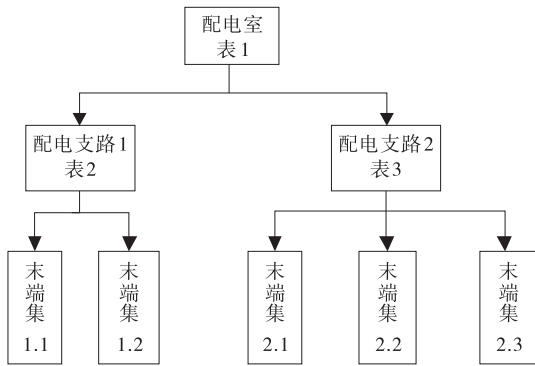 配电室
表1
配电支路1
表2
配电支路2
表3
末端集
1.1
末端集
1.2
末端集
2.1
末端集
2.2
末端集
2.3